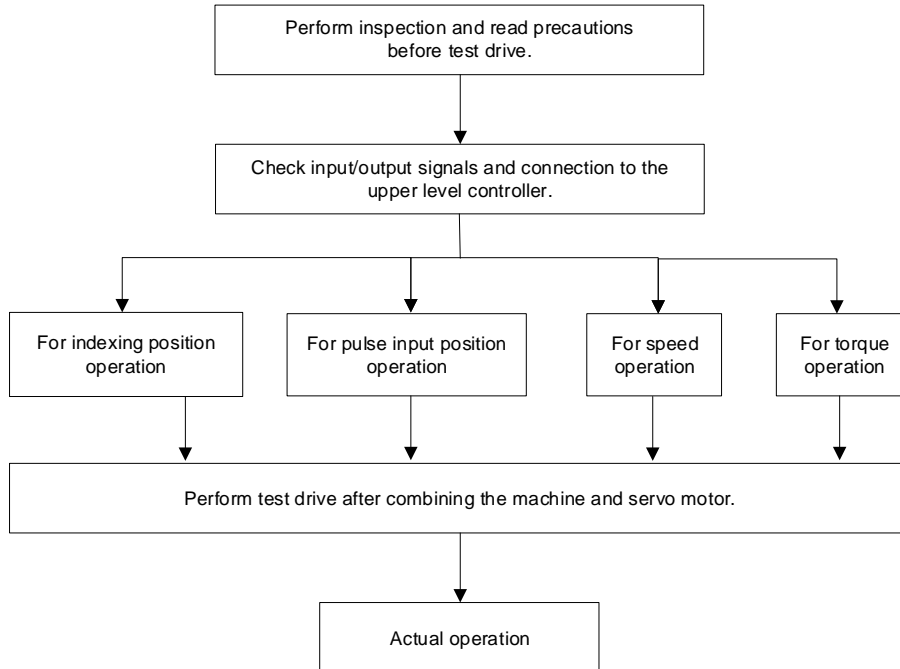 Perform inspection and read precautions
before test drive.
Check input/output signals and connection to the
upper level controller.
For indexing position
operation
For pulse input position
operation
For speed
operation
For torque
operation
Perform test drive after combining the machine and servo motor.
Actual operation